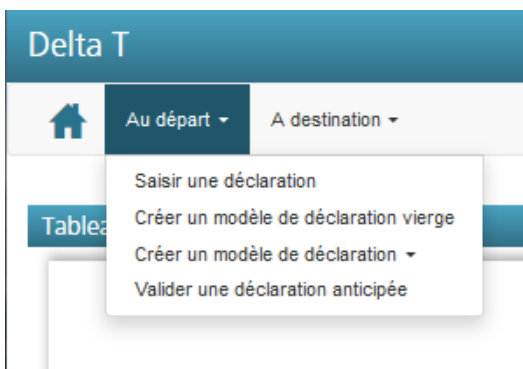 Delta T
Au départ
A destination
Saisir une déclaration
Créer un modèle de déclaration vierge
Créer un modèle de déclaration
Valider une déclaration anticipée